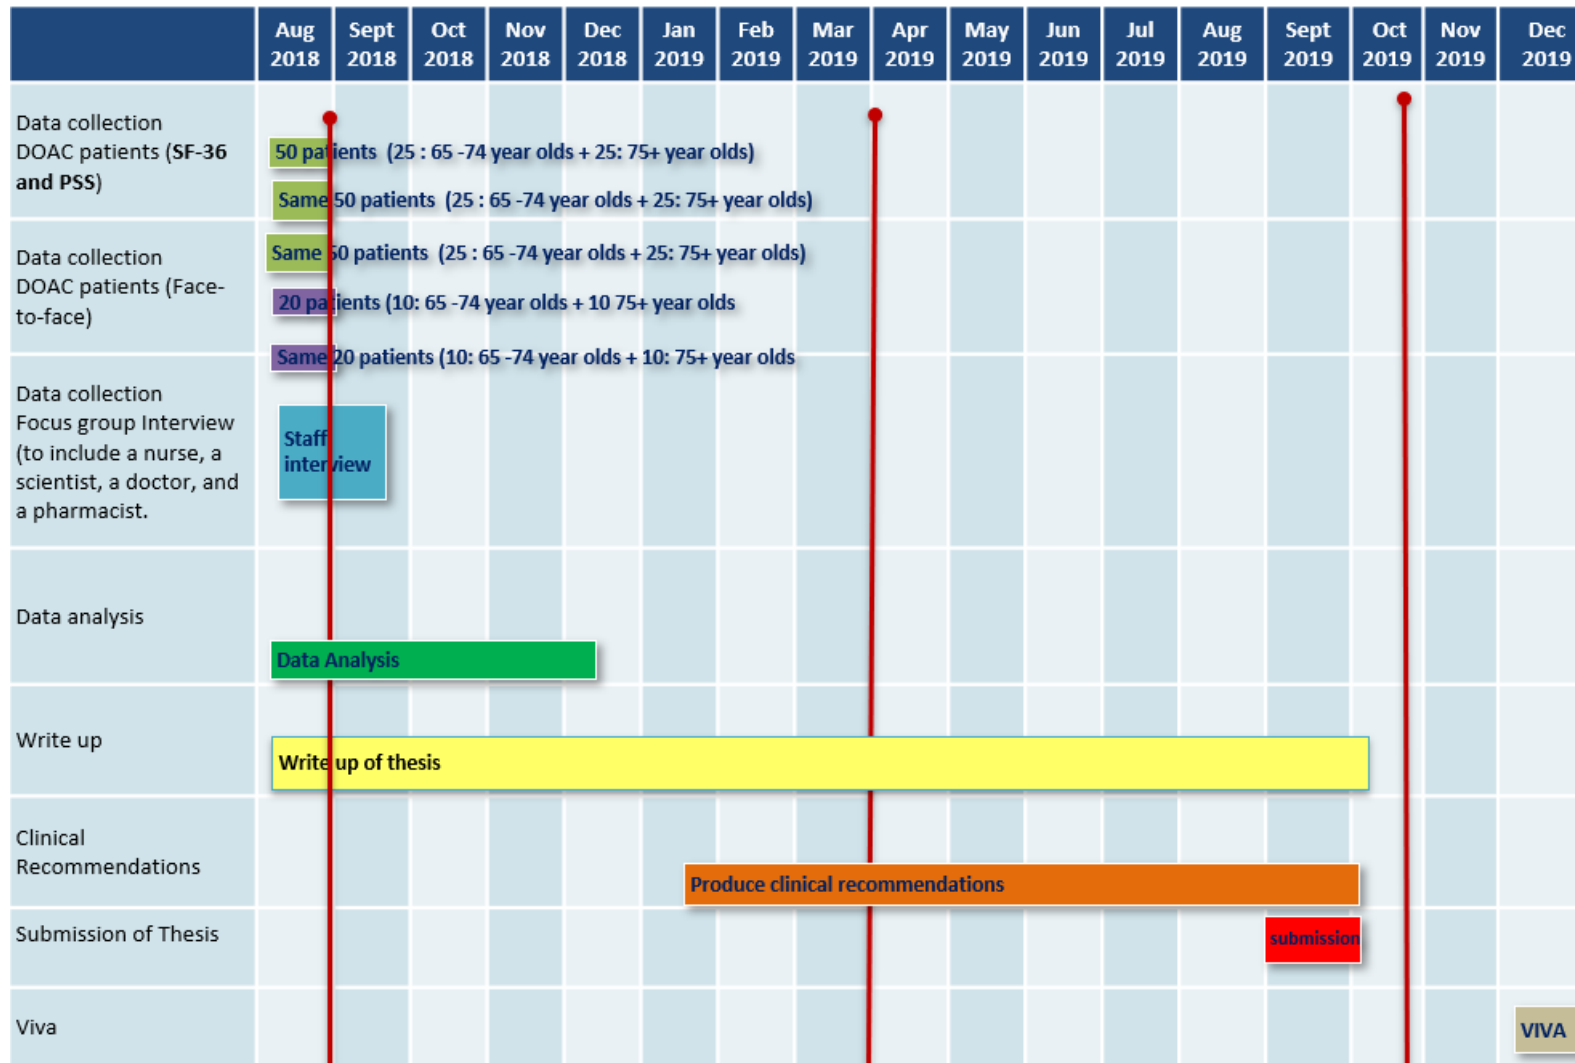 Aug 2018
Sept 2018
Oct 2018
Nov 2018
Dec 2018
Jan 2019
Feb 2019
Mar 2019
Apr 2019
May 2019
Jun 2019
Jul 2019
Aug 2019
Sept 2019
Oct 2019
Nov 2019
Dec 2019
Data collection
DOAC patients (SF-36
and PSS)
50 patients (25 : 65 -74 year olds + 25: 75+ year olds)
Same 50 patients (25 : 65 -74 year olds + 25: 75+ year olds)
Data collection
DOAC patients (Face-
to-face)
Same 50 patients (25 : 65 -74 year olds + 25: 75+ year olds)
20 patients (10: 65 -74 year olds + 10 75+ year olds
Same 20 patients (10: 65 -74 year olds + 10: 75+ year olds
Data collection
Focus group Interview
(to include a nurse, a
scientist, a doctor, and
a pharmacist.
Staff
interview
Data analysis
Data Analysis
Write up
Write up of thesis
Clinical
Recommendations
Produce clinical recommendations
Submission of Thesis
submission
Viva
VIVA